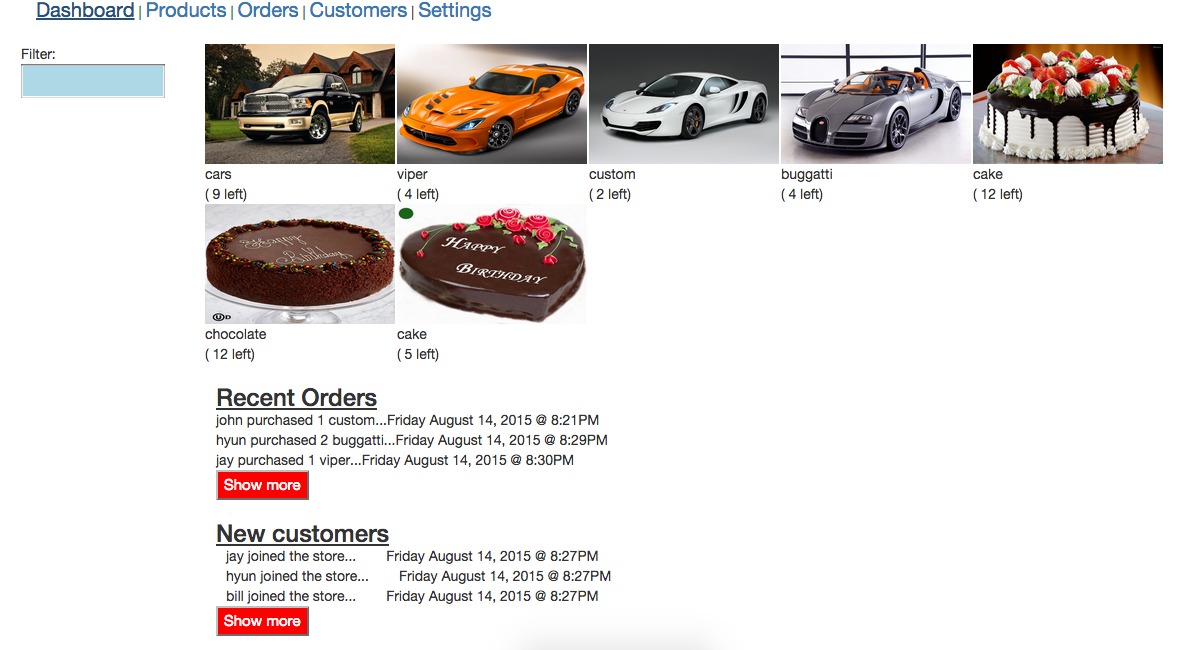 Dashboard | Products | Orders | Customers | Settings
Filter:
cars
( 9 left)
viper
( 4 left)
custom
( 2 left)
buggatti
( 4 left)
cake
( 12 left)
Happy
Birthday
U D
chocolate
( 12 left)
HAPPY
BIRTHDAY
cake
( 5 left)
Recent Orders
john purchased 1 custom...Friday August 14, 2015 @ 8:21PM
hyun purchased 2 buggatti...Friday August 14, 2015 @ 8:29PM
jay purchased 1 viper...Friday August 14, 2015 @ 8:30PM
Show more
New customers
jay joined the store... Friday August 14, 2015 @ 8:27PM
hyun joined the store... Friday August 14, 2015 @ 8:27PM
bill joined the store... Friday August 14, 2015 @ 8:27PM
Show more